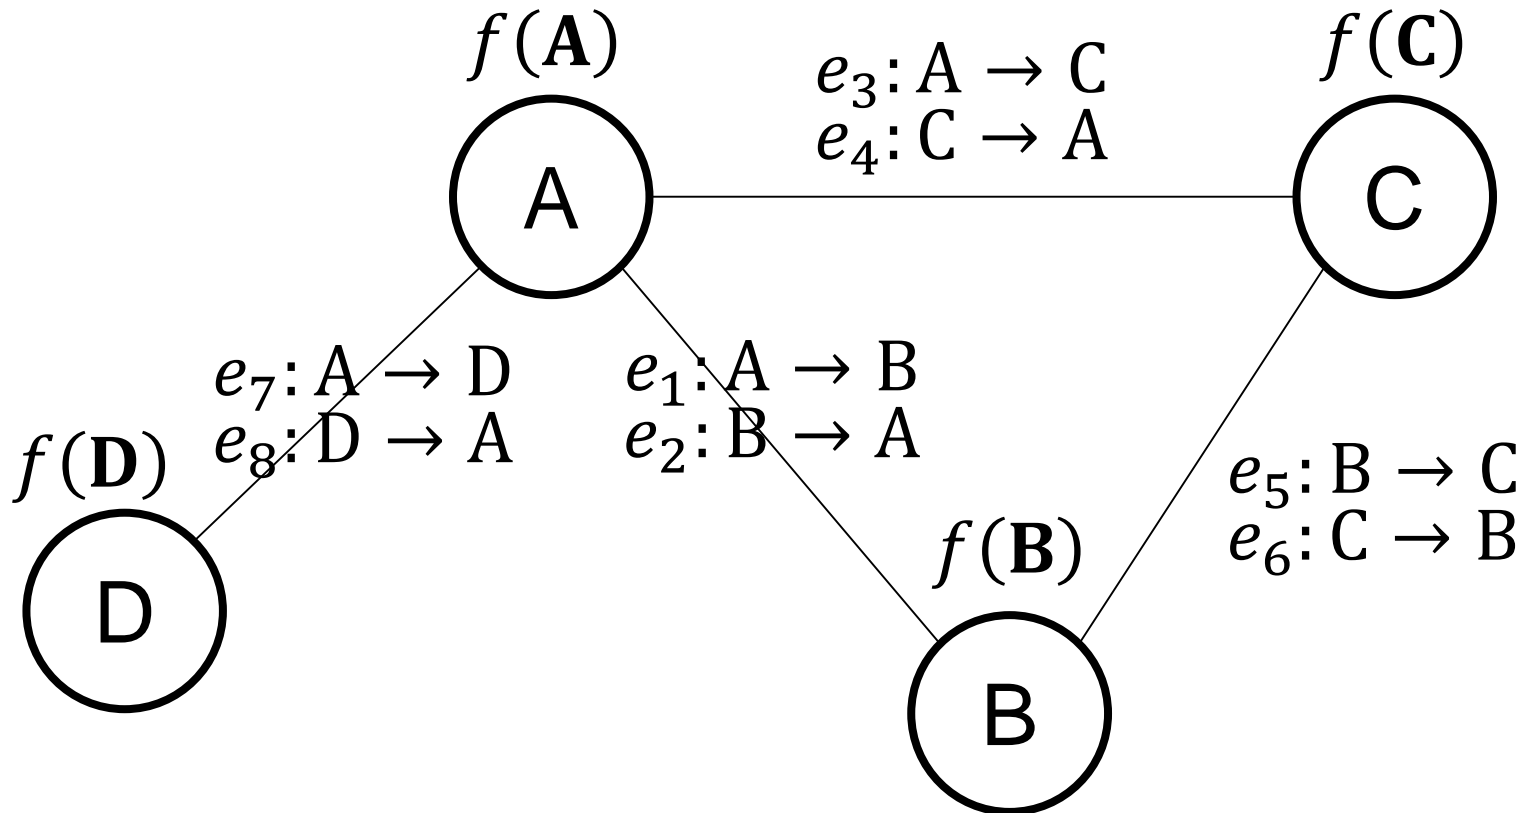 f(A)
f(C)
e₃: A → C
e₄: C → A
A
C
e₇: A → D
e₈: D → A
e₁: A → B
e₂: B → A
f(D)
e₅: B → C
e₆: C → B
f(B)
D
B